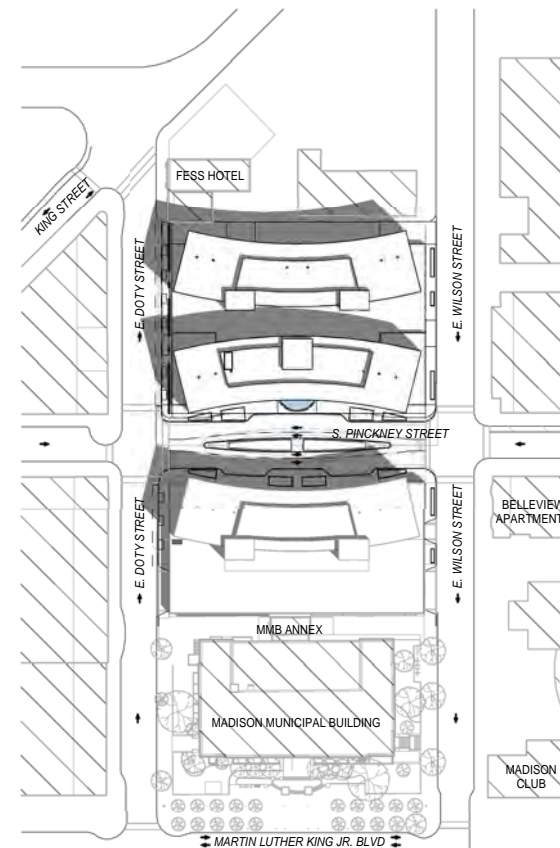 FESS HOTEL
KING STREET
E. DOTY STREET
E. WILSON STREET
S. PINCKNEY STREET
E. DOTY STREET
E. WILSON STREET
BELLEVIEW
APARTMENT
MMB ANNEX
MADISON MUNICIPAL BUILDING
MADISON
CLUB
MARTIN LUTHER KING JR. BLVD